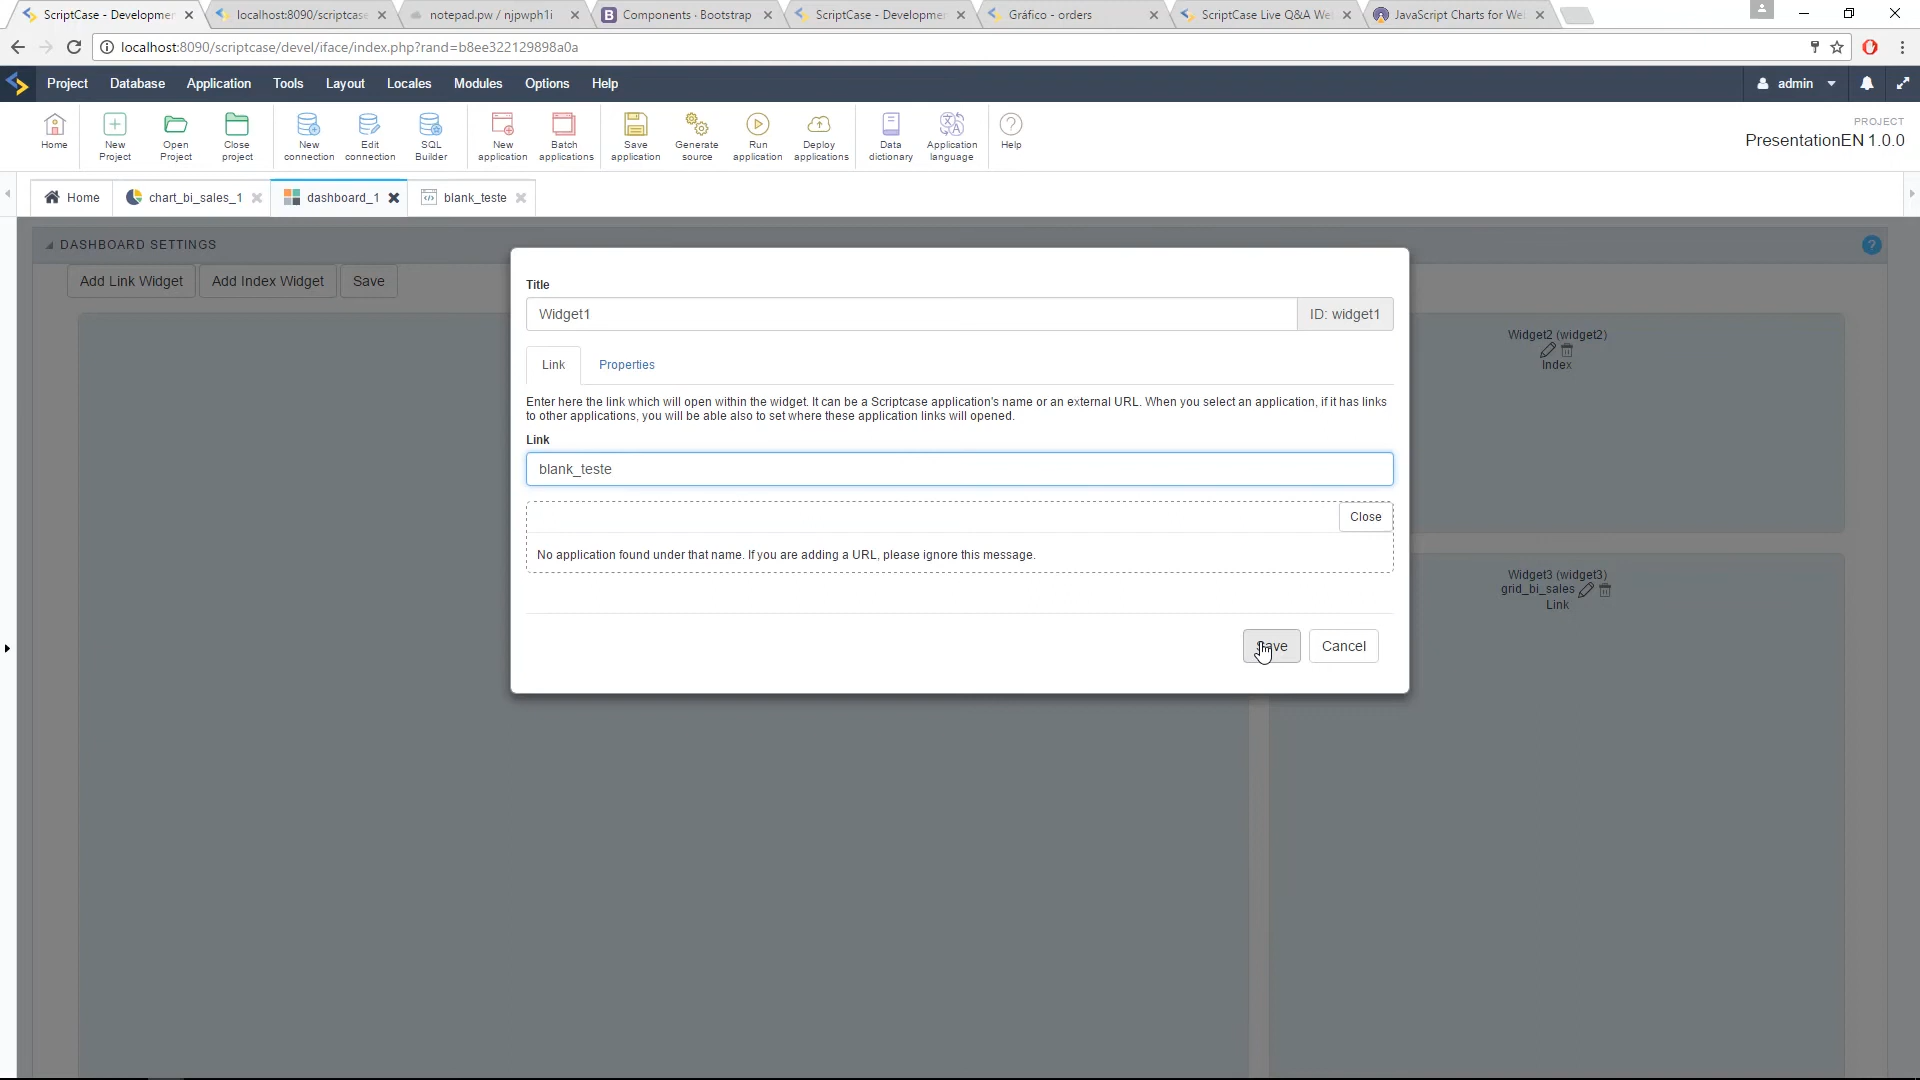 ScriptCase - Developmen
localhost:8090/scriptcase
notepad.pw / njpwph1i
Components · Bootstrap
ScriptCase - Developmen
Gráfico - orders
ScriptCase Live Q&A We
JavaScript Charts for We
localhost:8090/scriptcase/devel/iface/index.php?rand=b8ee322129898a0a
Project Database Application Tools Layout Locales Modules Options Help
admin
Home
New Project
Open Project
Close project
New connection
Edit connection
SQL Builder
New application
Batch applications
Save application
Generate source
Run application
Deploy applications
Data dictionary
Application language
Help
PROJECT
PresentationEN 1.0.0
Home
chart_bi_sales_1
dashboard_1
blank_teste
DASHBOARD SETTINGS
?
Add Link Widget
Add Index Widget
Save
Title
Widget1
ID: widget1
Link
Properties
Enter here the link which will open within the widget. It can be a Scriptcase application's name or an external URL. When you select an application, if it has links
to other applications, you will be able also to set where these application links will opened.
Link
blank_teste
Close
No application found under that name. If you are adding a URL, please ignore this message.
Save
Cancel
Widget2 (widget2)
Index
Widget3 (widget3)
grid_bi_sales
Link